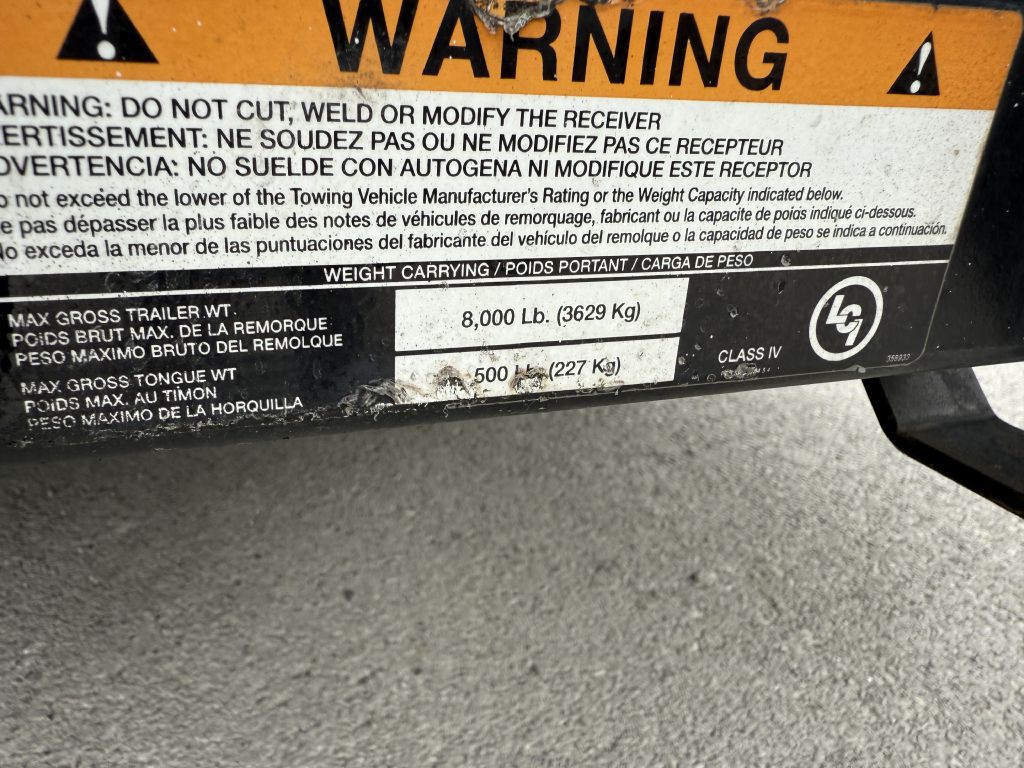 WARNING
ARNING: DO NOT CUT, WELD OR MODIFY THE RECEIVER
ERTISSEMENT: NE SOUDEZ PAS OU NE MODIFIEZ PAS CE RECEPTEUR
DVERTENCIA: NO SUELDE CON AUTOGENA NI MODIFIQUE ESTE RECEPTOR
o not exceed the lower of the Towing Vehicle Manufacturer's Rating or the Weight Capacity indicated below.
e pas dépasser la plus faible des notes de véhicules de remorquage, fabricant ou la capacite de poias indiqué ci-dessous.
o exceda la menor de las puntuaciones del fabricante del vehículo del remolque o la capacidad de peso se indica a continuación.
WEIGHT CARRYING / POIDS PORTANT / CARGA DE PESO
MAX GROSS TRAILER WT.
POIDS BRUT MAX. DE LA REMORQUE
PESO MAXIMO BRUTO DEL REMOLQUE
8,000 Lb. (3629 Kg)
MAX GROSS TONGUE WT
POIDS MAX. AU TIMON
PESO MAXIMO DE LA HORQUILLA
500 (227 Kg)
CLASS IV
LCI